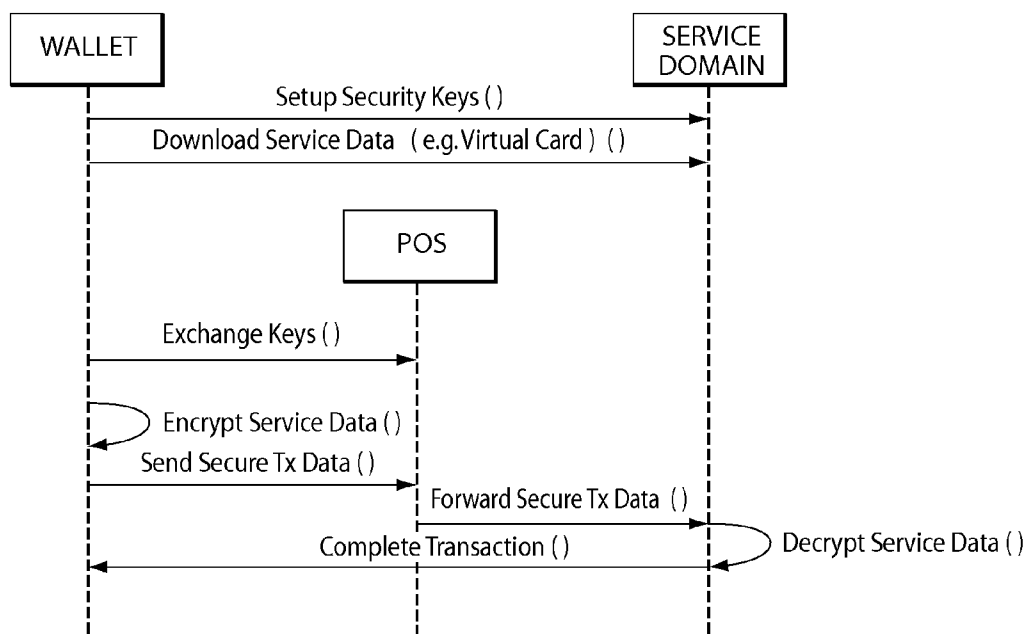 WALLET
SERVICE
DOMAIN
Setup Security Keys ( )
Download Service Data ( e.g. Virtual Card ) ( )
POS
Exchange Keys ( )
Encrypt Service Data ( )
Send Secure Tx Data ( )
Forward Secure Tx Data ( )
Complete Transaction ( )
Decrypt Service Data ( )